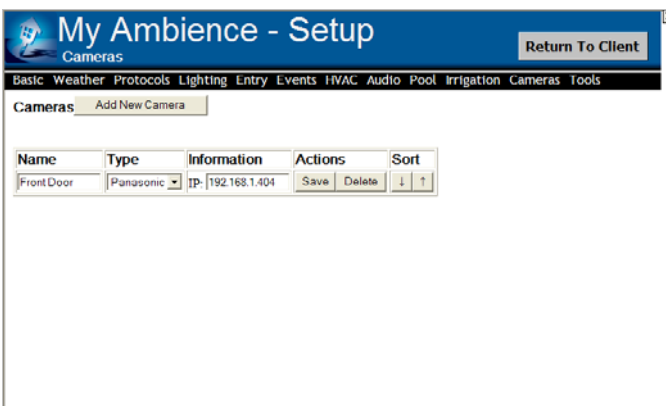 My Ambience - Setup
Cameras
Return To Client
Basic Weather Protocols Lighting Entry Events HVAC Audio Pool Irrigation Cameras Tools
Cameras Add New Camera
Name Type Information Actions Sort
Front Door Panasonic IP: 192.168.1.404 Save Delete ↓ ↑